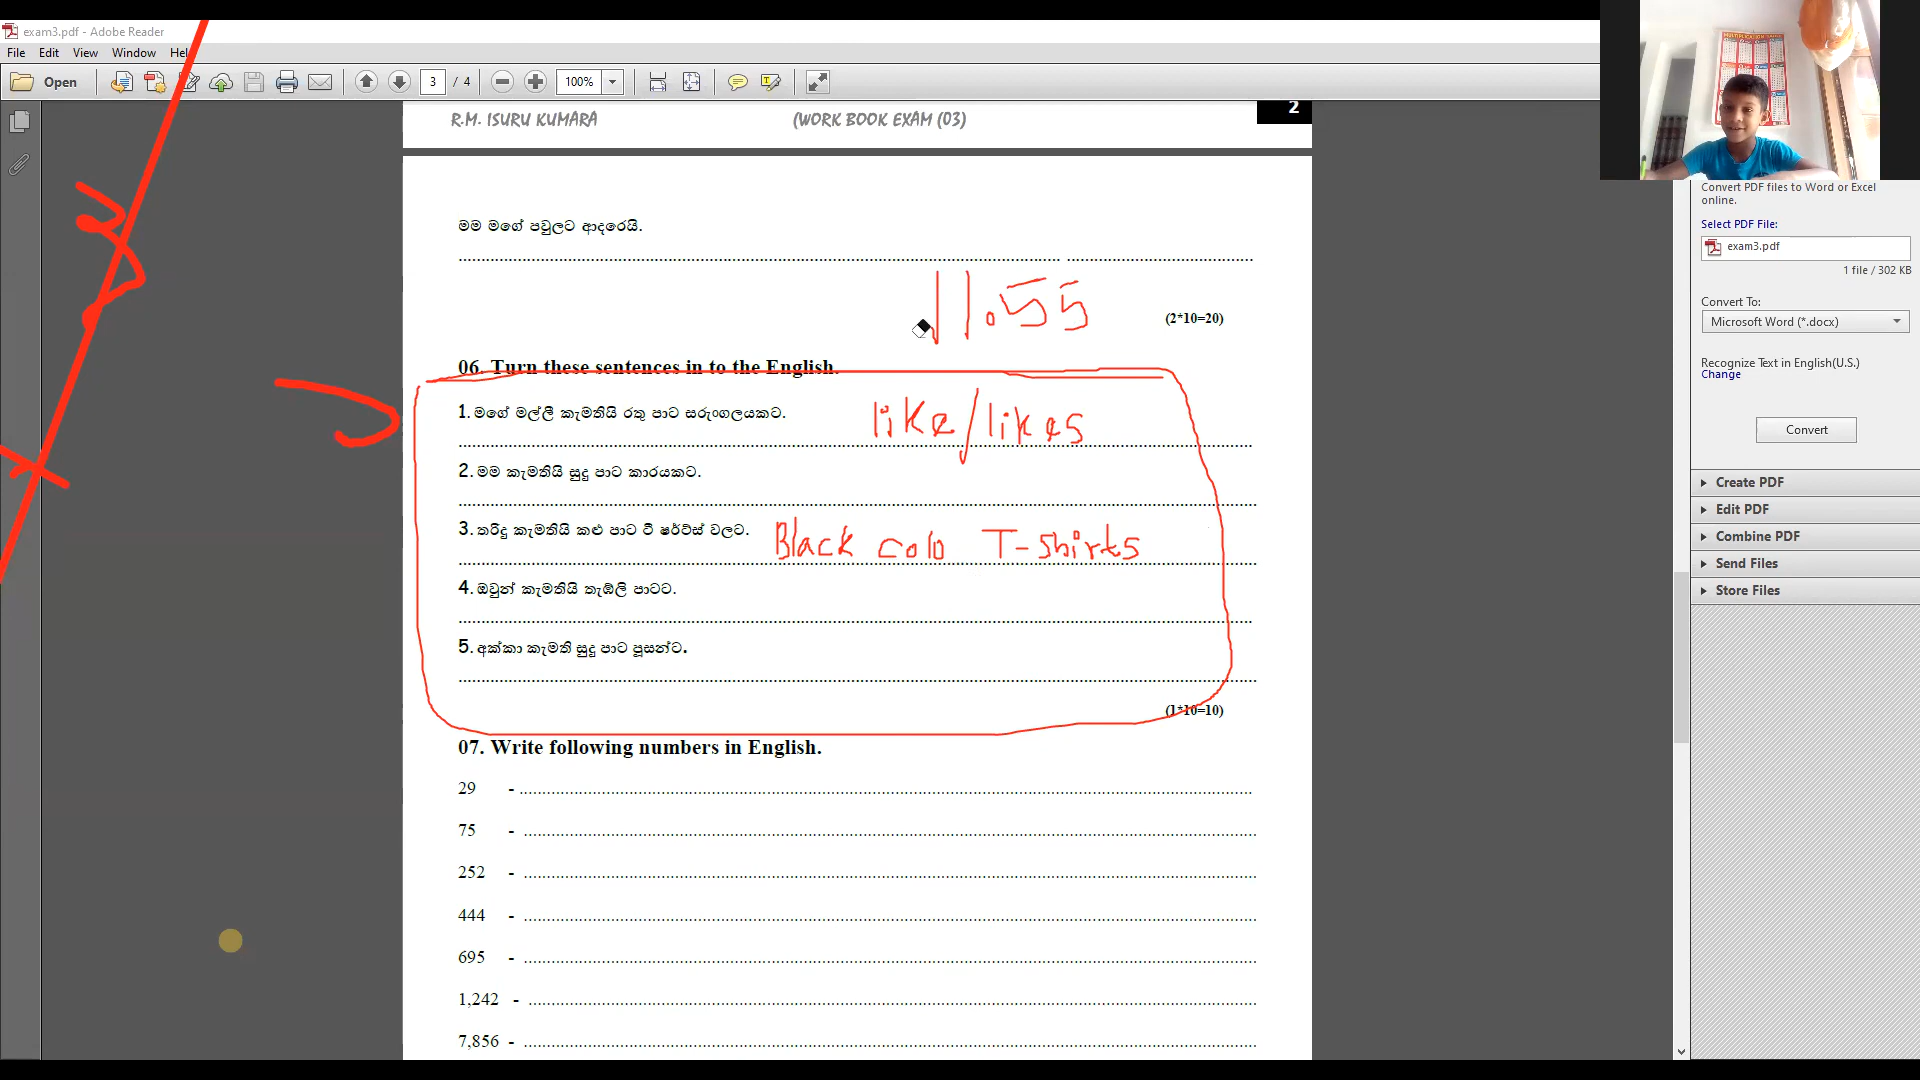 exam3.pdf - Adobe Reader
File Edit View Window Hel
Open 3 / 4 100%
R.M. ISURU KUMARA (WORK BOOK EXAM (03) 2
Convert PDF files to Word or Excel
online.
Select PDF File:
exam3.pdf
1 file / 302 KB
Convert To:
Microsoft Word (*.docx)
Recognize Text in English(U.S.)
Change
Convert
Create PDF
Edit PDF
Combine PDF
Send Files
Store Files
මම මගේ පවුලට ආදරෙයි.
11.55
(2*10=20)
06. Turn these sentences in to the English.
1. මගේ මල්ලී කැමතියි රතු පාට සරුංගලයකට.
like/likes
2. මම කැමතියි සුදු පාට කාරයකට.
3. තරිඳු කැමතියි කළු පාට ටී ෂර්ට්ස් වලට.
Black colo T-shirts
4. ඔවුන් කැමතියි තැඹිලි පාටට.
5. අක්කා කැමති සුදු පාට පූසන්ට.
(1*10=10)
07. Write following numbers in English.
29 -
75 -
252 -
444 -
695 -
1,242 -
7,856 -